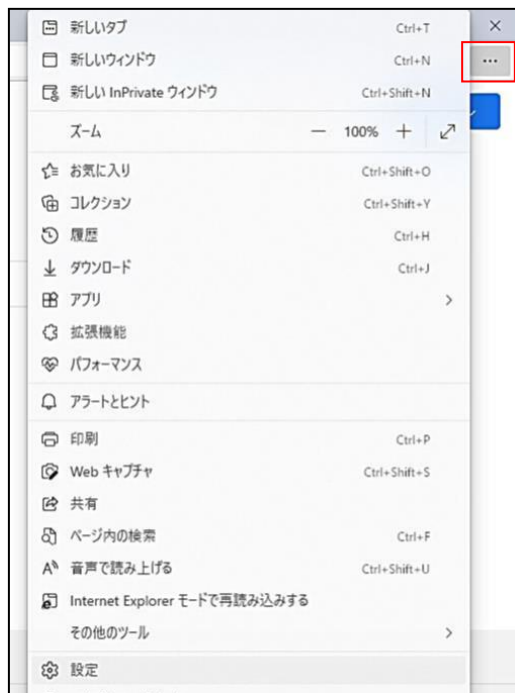 新しいタブ Ctrl+T
新しいウィンドウ Ctrl+N
新しい InPrivate ウィンドウ Ctrl+Shift+N
ズーム 100%
お気に入り Ctrl+Shift+O
コレクション Ctrl+Shift+Y
履歴 Ctrl+H
ダウンロード Ctrl+J
アプリ
拡張機能
パフォーマンス
アラートとヒント
印刷 Ctrl+P
Web キャプチャ Ctrl+Shift+S
共有
ページ内の検索 Ctrl+F
音声で読み上げる Ctrl+Shift+U
Internet Explorer モードで再読み込みする
その他のツール
設定